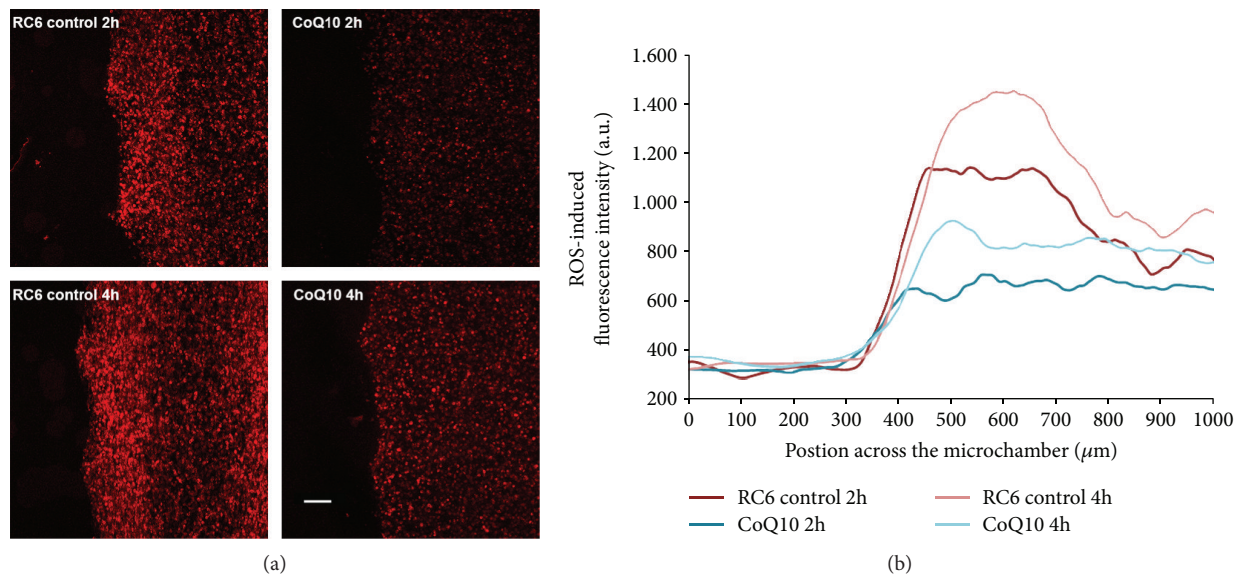 RC6 control 2h
CoQ10 2h
RC6 control 4h
CoQ10 4h
(a)
ROS-induced
fluorescence intensity (a.u.)
1.600
1.400
1.200
1.000
800
600
400
200
0 100 200 300 400 500 600 700 800 900 1000
Postion across the microchamber (µm)
RC6 control 2h
RC6 control 4h
CoQ10 2h
CoQ10 4h
(b)